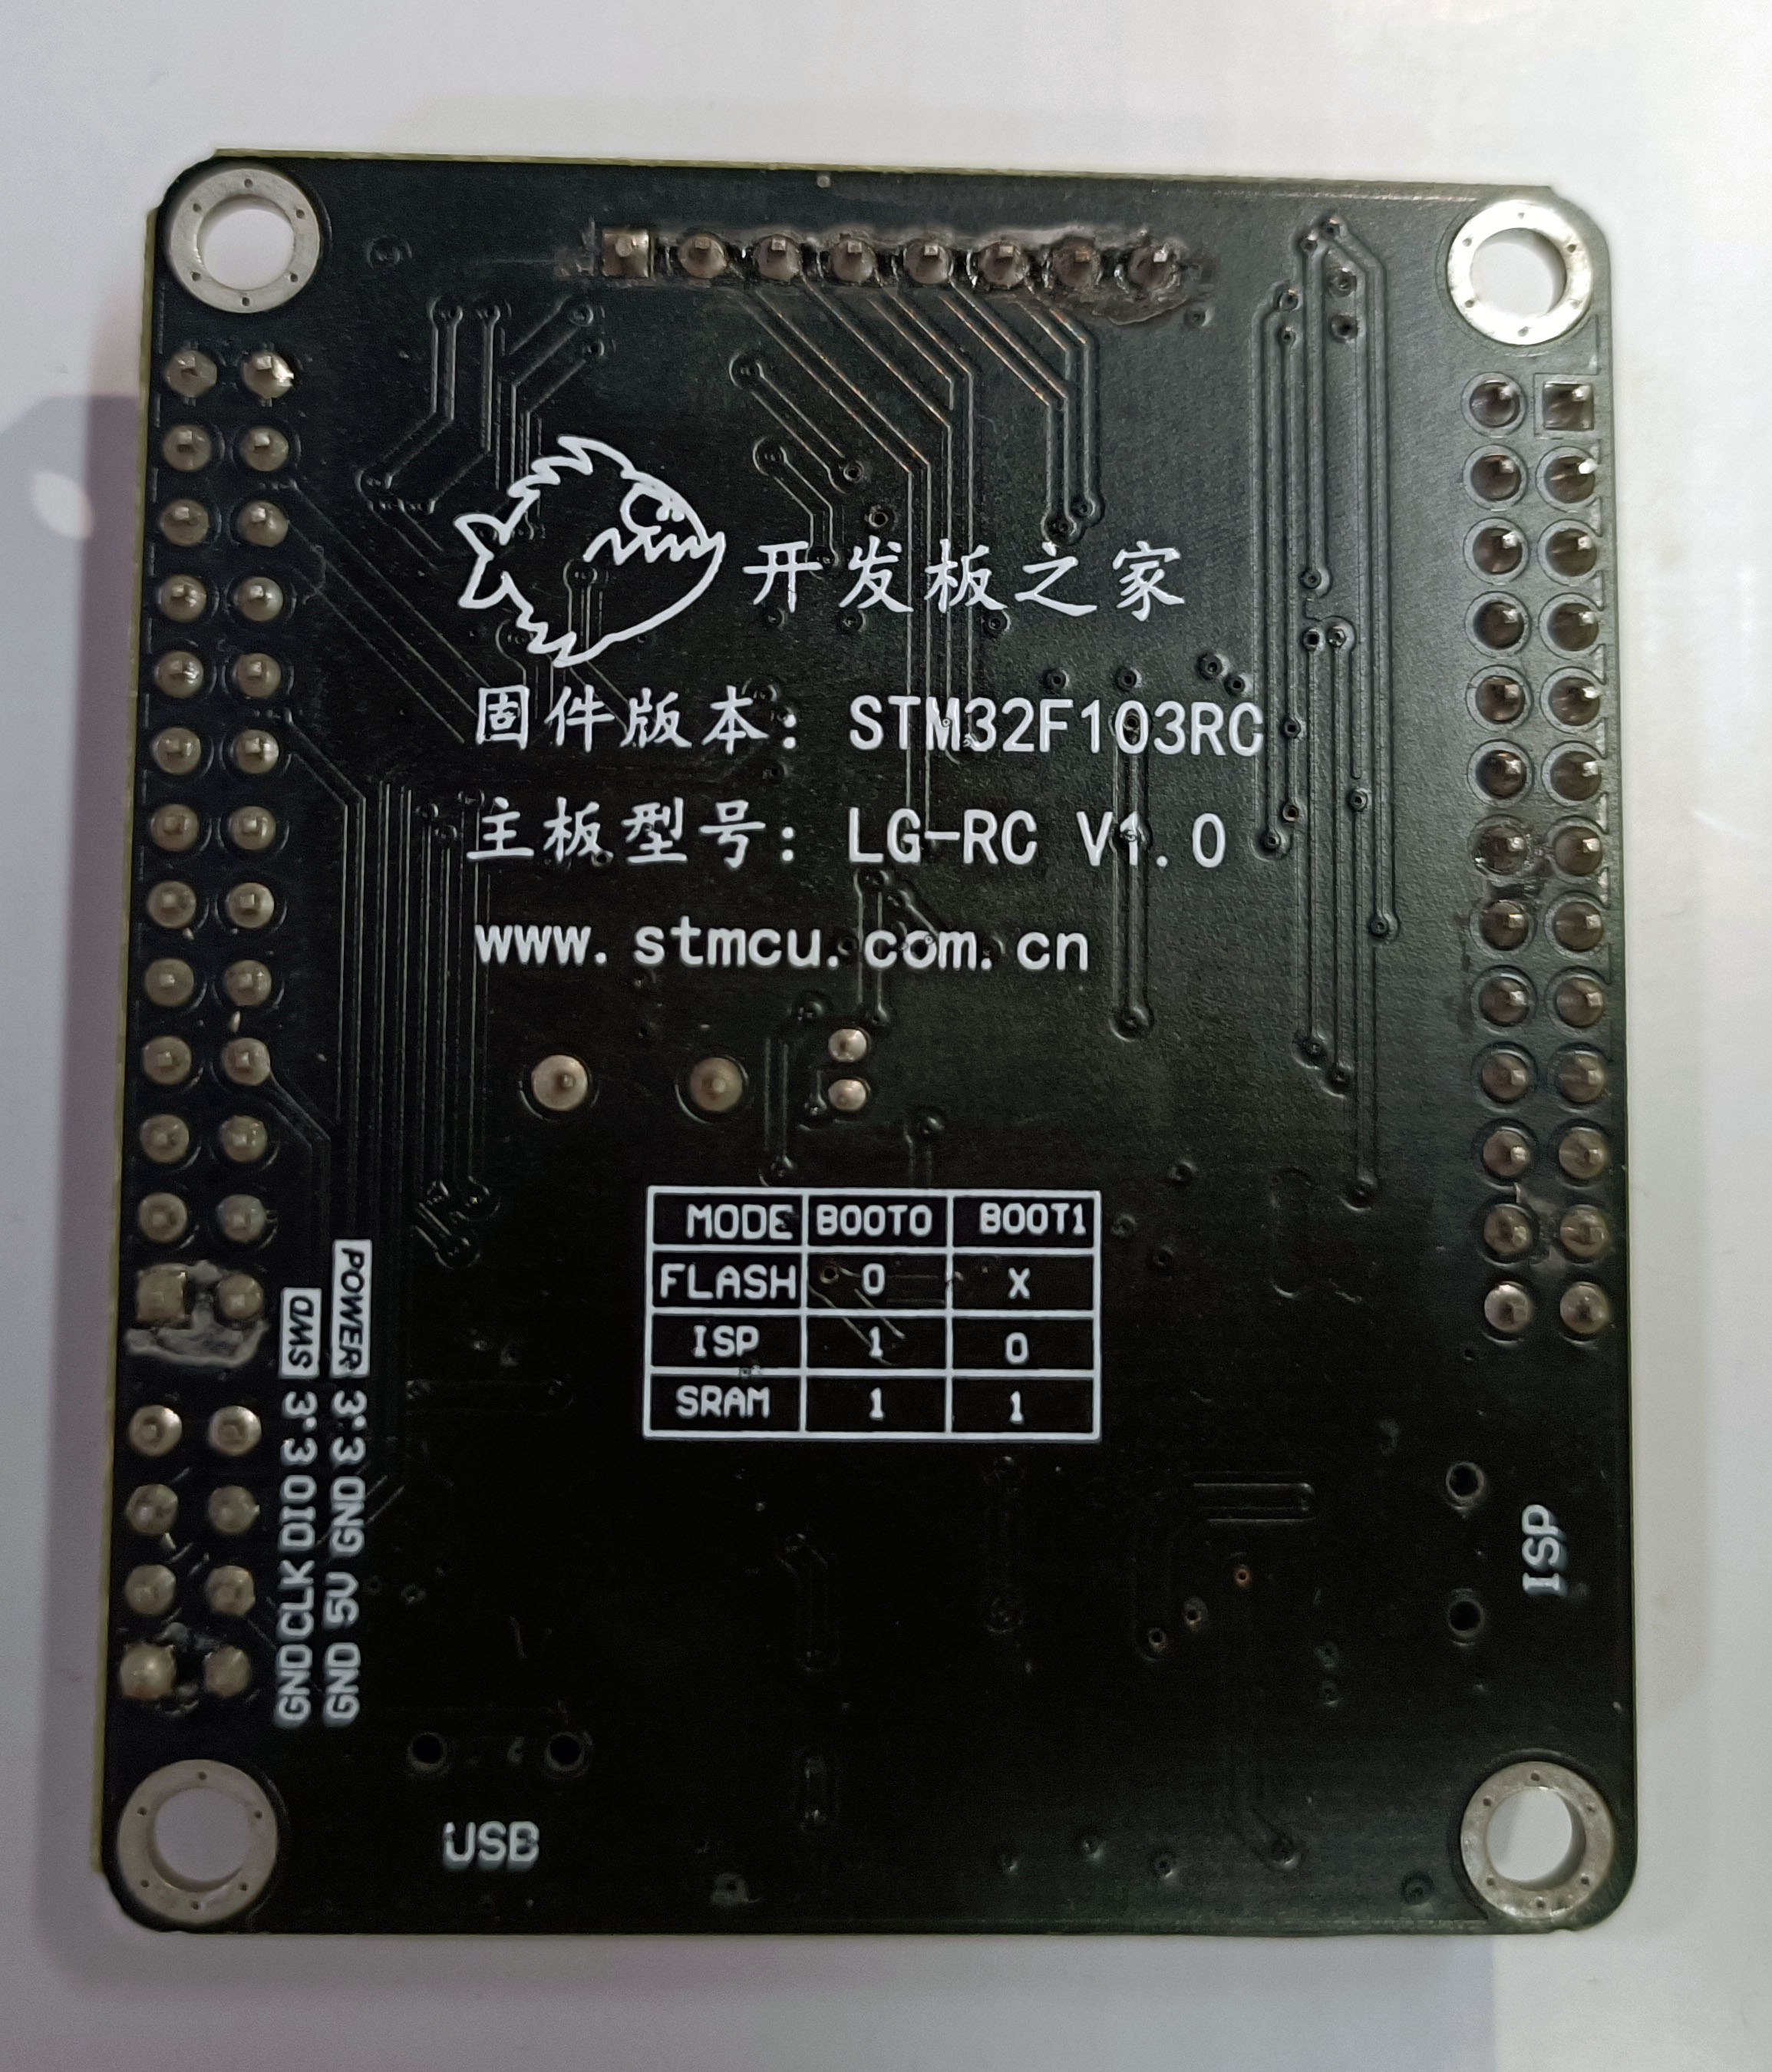 开发板之家
固件版本: STM32F103RC
主板型号: LG-RC V1.0
www.stmcu.com.cn
MODE BOOT0 BOOT1
FLASH 0 X
ISP 1 0
SRAM 1 1
GND CLK DIO 3.3 SWD
GND 5V GND 3.3 POWER
ISP
USB